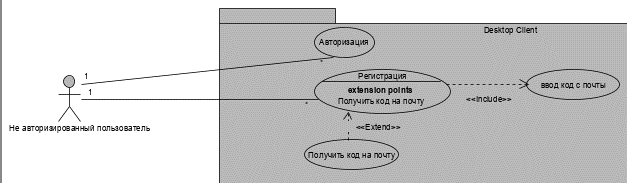 Desktop Client
Авторизация
1
*
Регистрация
1
extension points
ввод код с почты
Получить код на почту
<<Include>>
*
Не авторизированный пользователь
<<Extend>>
Получить код на почту